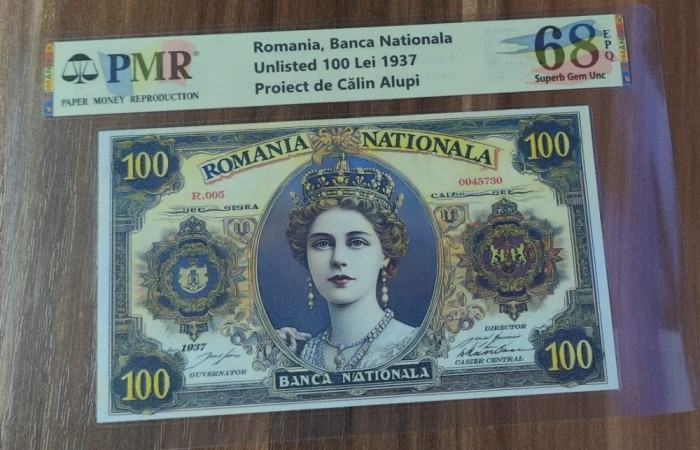 PMR®
PAPER MONEY REPRODUCTION
Romania, Banca Nationala
Unlisted 100 Lei 1937
Proiect de Călin Alupi
68
EPQ
Superb Gem Unc
100
ROMANIA NATIONALA
100
R.005
0045730
1937
GUVERNATOR
DIRECTOR
CASIER CENTRAL
100
BANCA NATIONALA
100